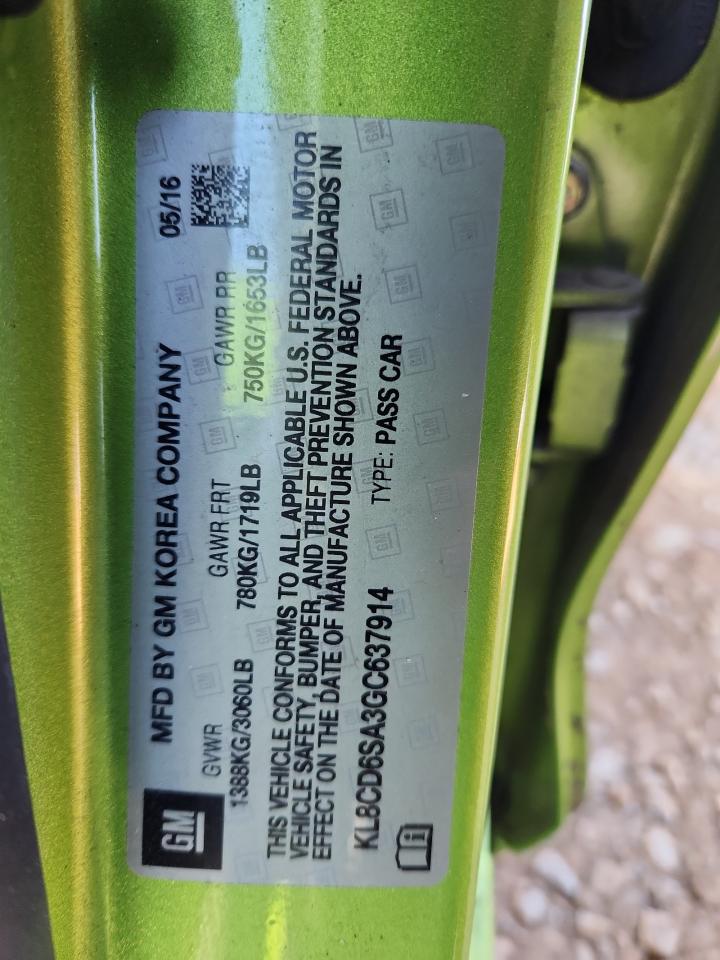 MFD BY GM KOREA COMPANY 05/16
GVWR GAWR FRT GAWR RR
1388KG/3060LB 780KG/1719LB 750KG/1653LB
THIS VEHICLE CONFORMS TO ALL APPLICABLE U.S. FEDERAL MOTOR
VEHICLE SAFETY, BUMPER, AND THEFT PREVENTION STANDARDS IN
EFFECT ON THE DATE OF MANUFACTURE SHOWN ABOVE.
KL8CD6SA3GC637914 TYPE: PASS CAR
GM